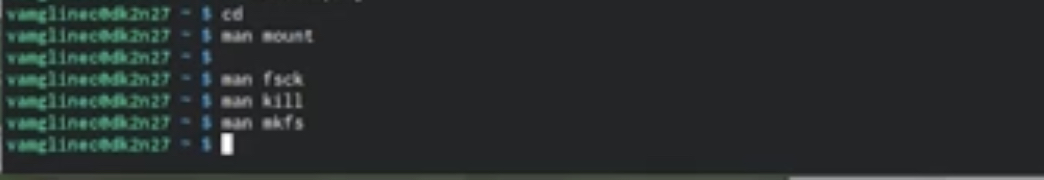 vamglinec@dk2n27 ~ $ cd
vamglinec@dk2n27 ~ $ man mount
vamglinec@dk2n27 ~ $
vamglinec@dk2n27 ~ $ man fsck
vamglinec@dk2n27 ~ $ man kill
vamglinec@dk2n27 ~ $ man mkfs
vamglinec@dk2n27 ~ $